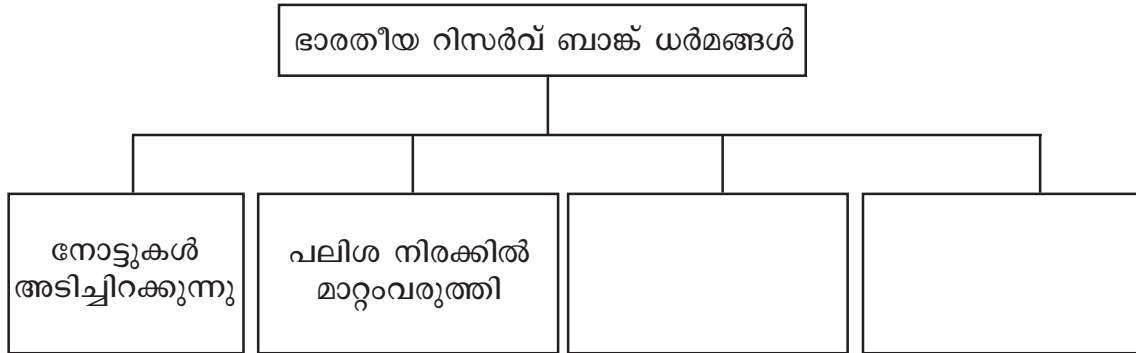 ഭാരതീയ റിസർവ് ബാങ്ക് ധർമങ്ങൾ
നോട്ടുകൾ
അടിച്ചിറക്കുന്നു
പലിശ നിരക്കിൽ
മാറ്റംവരുത്തി